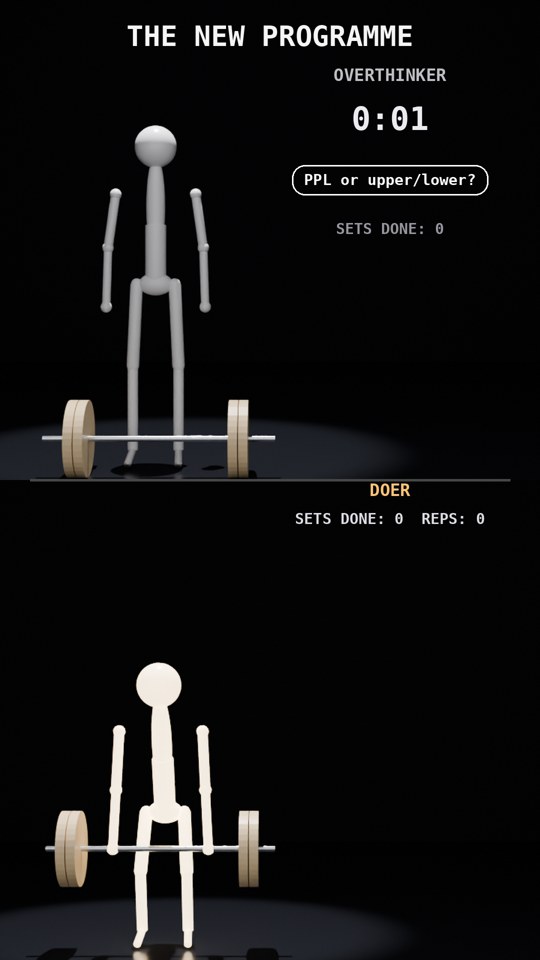 THE NEW PROGRAMME
OVERTHINKER
0:01
PPL or upper/lower?
SETS DONE: 0
DOER
SETS DONE: 0  REPS: 0